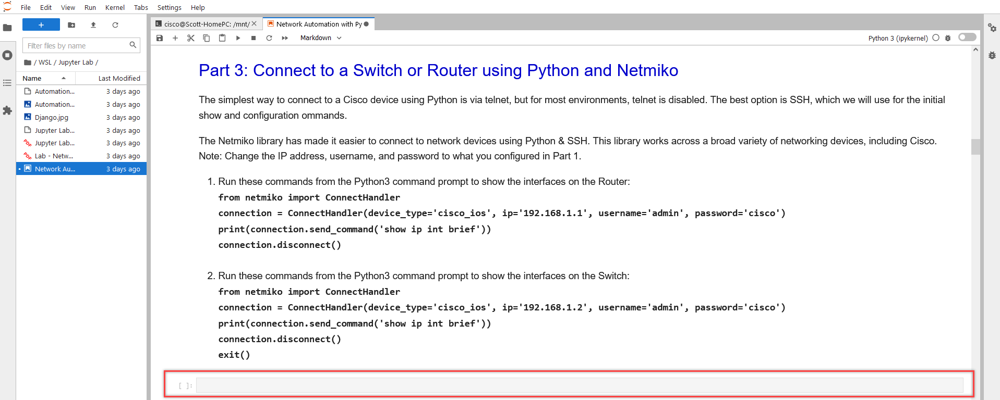 File Edit View Run Kernel Tabs Settings Help
cisco@Scott-HomePC: /mnt/
Network Automation with Py
Markdown
Python 3 (ipykernel)
Filter files by name
/ WSL / Jupyter Lab /
Name Last Modified
Automation... 3 days ago
Automation... 3 days ago
Django.jpg 3 days ago
Jupyter Lab... 3 days ago
PDF Jupyter Lab... 3 days ago
PDF Lab - Netw... 3 days ago
Network Au... 3 days ago
Part 3: Connect to a Switch or Router using Python and Netmiko
The simplest way to connect to a Cisco device using Python is via telnet, but for most environments, telnet is disabled. The best option is SSH, which we will use for the initial
show and configuration ommands.
The Netmiko library has made it easier to connect to network devices using Python & SSH. This library works across a broad variety of networking devices, including Cisco.
Note: Change the IP address, username, and password to what you configured in Part 1.
1. Run these commands from the Python3 command prompt to show the interfaces on the Router:
from netmiko import ConnectHandler
connection = ConnectHandler(device_type='cisco_ios', ip='192.168.1.1', username='admin', password='cisco')
print(connection.send_command('show ip int brief'))
connection.disconnect()
2. Run these commands from the Python3 command prompt to show the interfaces on the Switch:
from netmiko import ConnectHandler
connection = ConnectHandler(device_type='cisco_ios', ip='192.168.1.2', username='admin', password='cisco')
print(connection.send_command('show ip int brief'))
connection.disconnect()
exit()
[ ]: